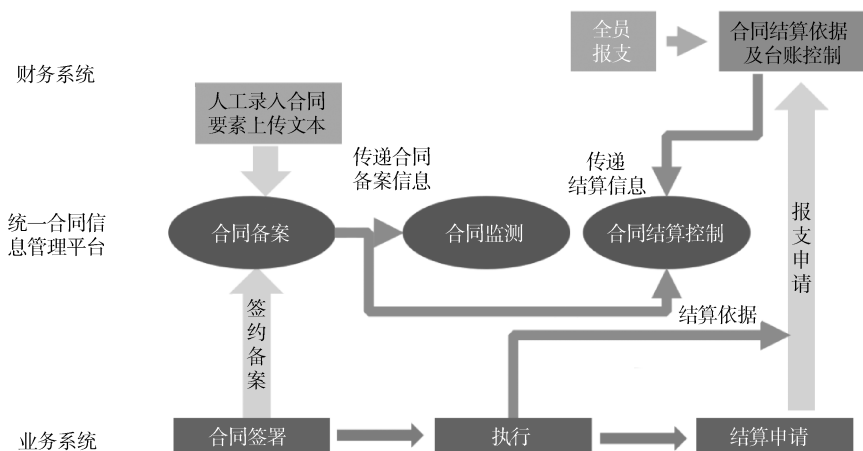 全员
报支
合同结算依据
及台账控制
财务系统
人工录入合同
要素上传文本
传递合同
备案信息
传递
结算信息
统一合同信
息管理平台
合同备案
合同监测
合同结算控制
报支申请
签约备案
结算依据
业务系统
合同签署
执行
结算申请